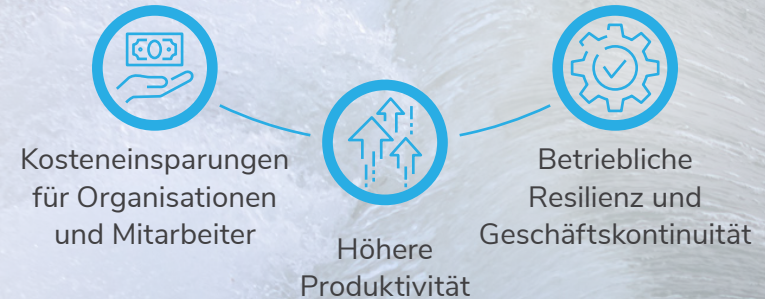 Kosteneinsparungen
für Organisationen
und Mitarbeiter
Höhere
Produktivität
Betriebliche
Resilienz und
Geschäftskontinuität